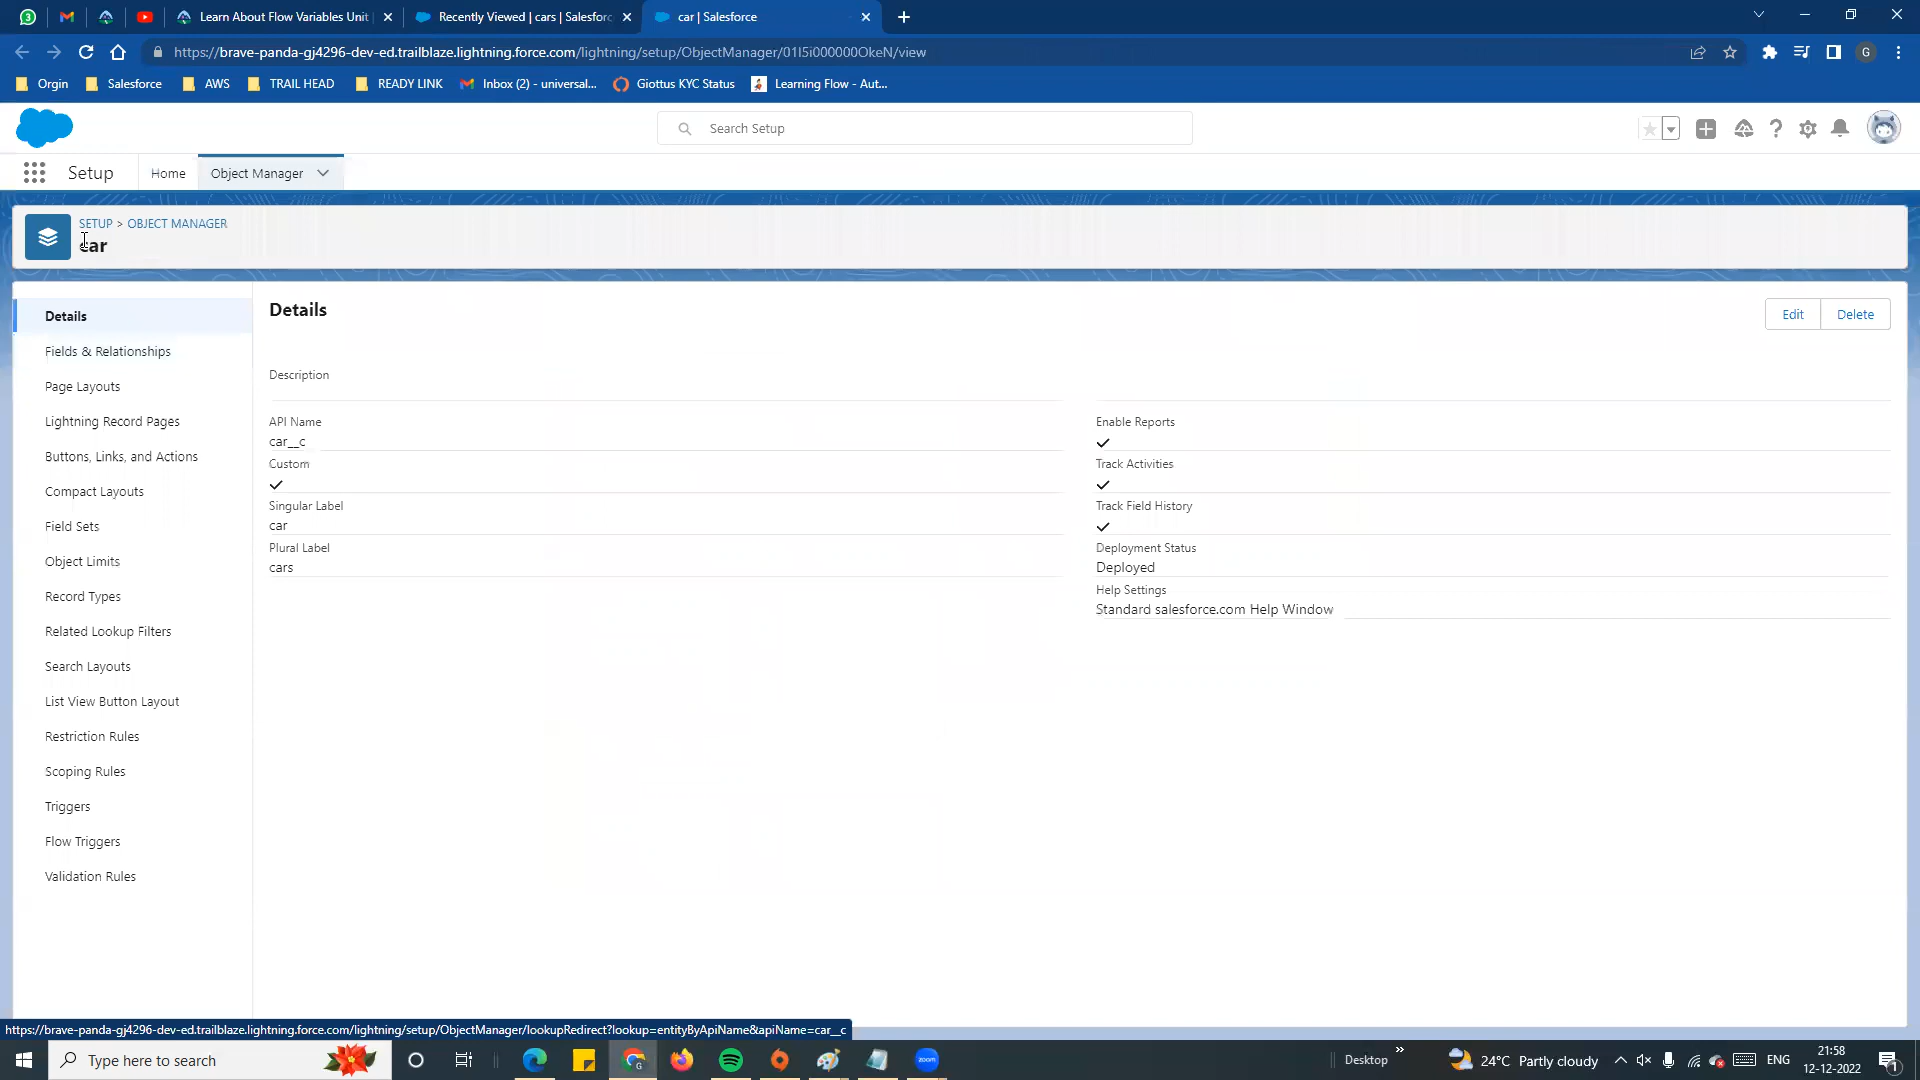 Learn About Flow Variables Unit
Recently Viewed | cars | Salesforc
car | Salesforce
https://brave-panda-gj4296-dev-ed.trailblaze.lightning.force.com/lightning/setup/ObjectManager/01I5i000000OkeN/view
G
Orgin
Salesforce
AWS
TRAIL HEAD
READY LINK
Inbox (2) - universal...
Giottus KYC Status
Learning Flow - Aut...
Search Setup
Setup
Home
Object Manager
SETUP > OBJECT MANAGER
car
Details
Fields & Relationships
Page Layouts
Lightning Record Pages
Buttons, Links, and Actions
Compact Layouts
Field Sets
Object Limits
Record Types
Related Lookup Filters
Search Layouts
List View Button Layout
Restriction Rules
Scoping Rules
Triggers
Flow Triggers
Validation Rules
Details
Edit
Delete
Description
API Name
car__c
Custom
Singular Label
car
Plural Label
cars
Enable Reports
Track Activities
Track Field History
Deployment Status
Deployed
Help Settings
Standard salesforce.com Help Window
https://brave-panda-gj4296-dev-ed.trailblaze.lightning.force.com/lightning/setup/ObjectManager/lookupRedirect?lookup=entityByApiName&apiName=car__c
Type here to search
zoom
Desktop
24°C Partly cloudy
ENG
21:58
12-12-2022
1